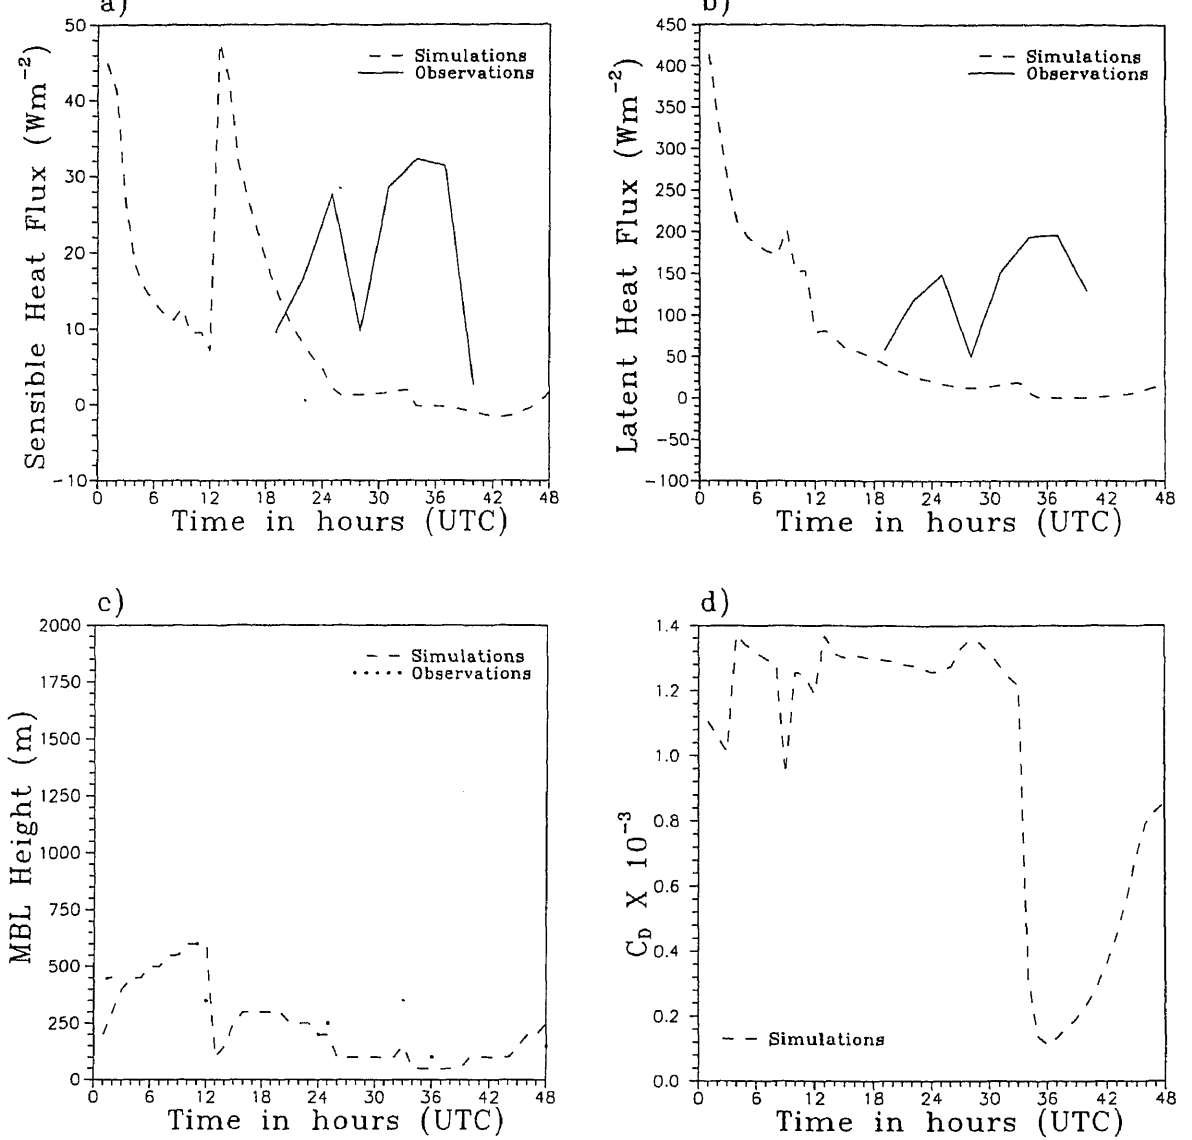 a)
50
40
30
20
10
0
-10
Sensible Heat Flux (Wm⁻²)
Simulations
Observations
0 6 12 18 24 30 36 42 48
Time in hours (UTC)
b)
450
400
350
300
250
200
150
100
50
0
-50
-100
Latent Heat Flux (Wm⁻²)
Simulations
Observations
0 6 12 18 24 30 36 42 48
Time in hours (UTC)
c)
2000
1750
1500
1250
1000
750
500
250
0
MBL Height (m)
Simulations
Observations
0 6 12 18 24 30 36 42 48
Time in hours (UTC)
d)
1.4
1.2
1.0
0.8
0.6
0.4
0.2
0.0
C_D X 10⁻³
Simulations
0 6 12 18 24 30 36 42 48
Time in hours (UTC)